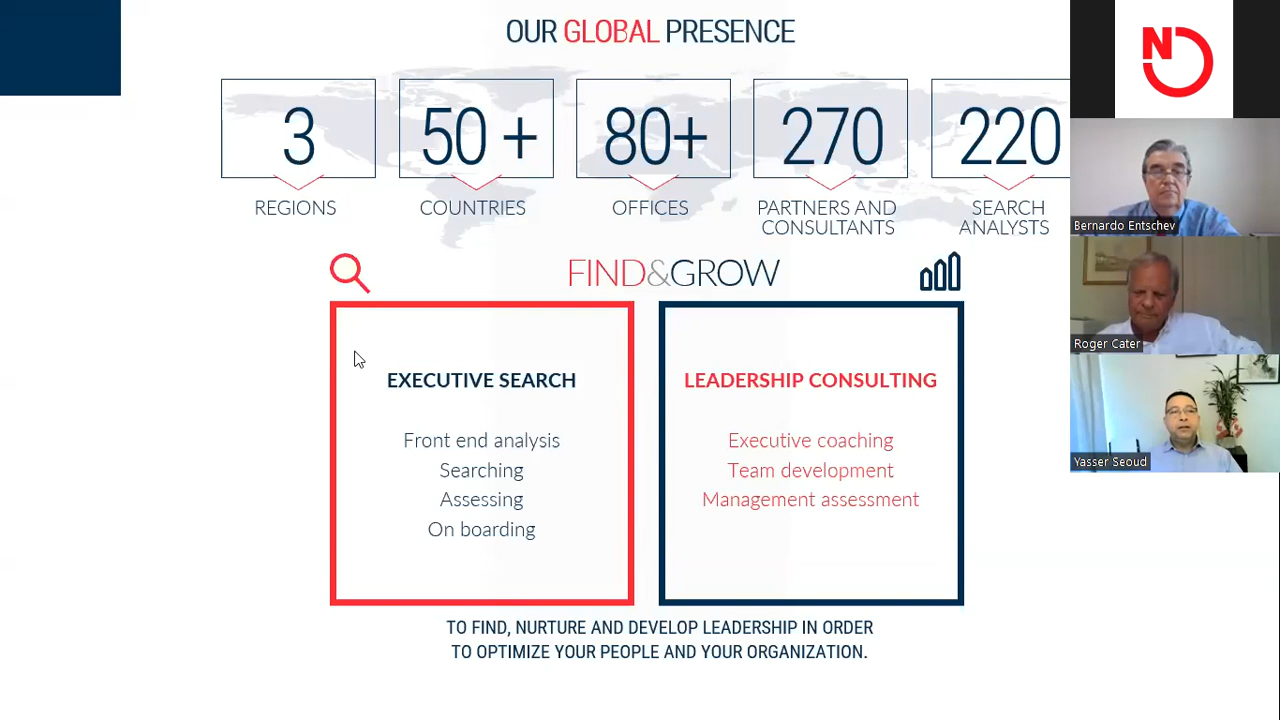 OUR GLOBAL PRESENCE
3
50 +
80+
270
220
REGIONS
COUNTRIES
OFFICES
PARTNERS AND
CONSULTANTS
SEARCH
ANALYSTS
FIND&GROW
EXECUTIVE SEARCH
Front end analysis
Searching
Assessing
On boarding
LEADERSHIP CONSULTING
Executive coaching
Team development
Management assessment
TO FIND, NURTURE AND DEVELOP LEADERSHIP IN ORDER
TO OPTIMIZE YOUR PEOPLE AND YOUR ORGANIZATION.
N
Bernardo Entschev
Roger Cater
Yasser Seoud